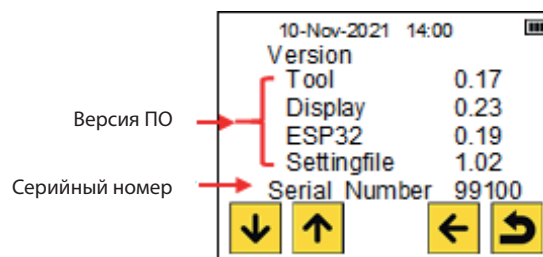 10-Nov-2021 14:00
Version
Tool 0.17
Display 0.23
Версия ПО
ESP32 0.19
Settingfile 1.02
Серийный номер
Serial Number 99100